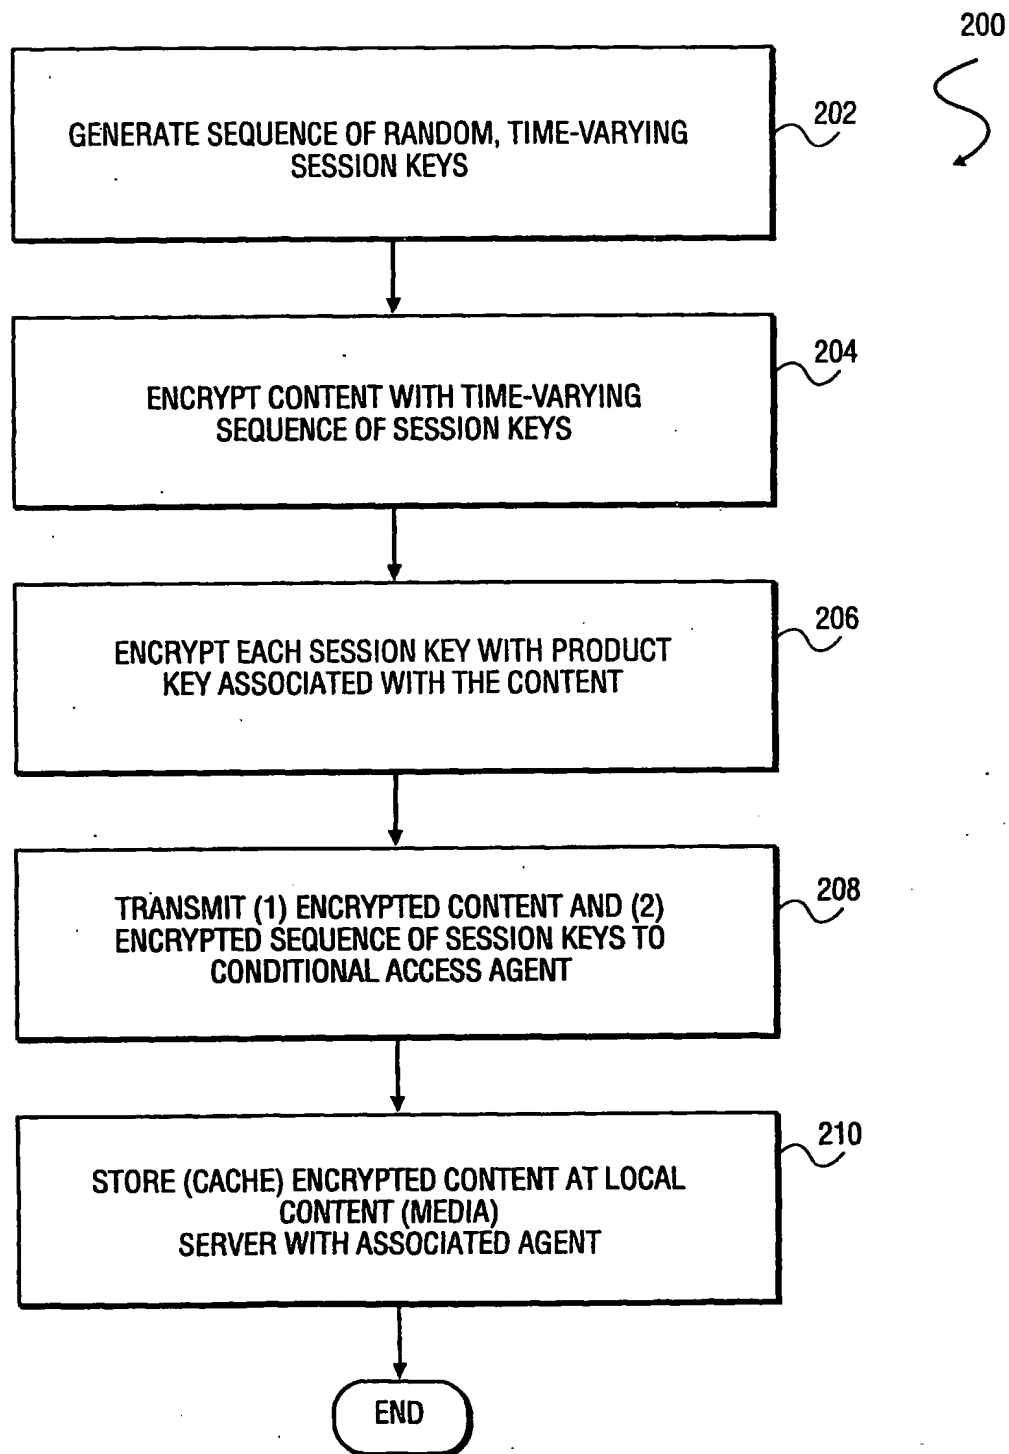 200
GENERATE SEQUENCE OF RANDOM, TIME-VARYING
SESSION KEYS
202
ENCRYPT CONTENT WITH TIME-VARYING
SEQUENCE OF SESSION KEYS
204
ENCRYPT EACH SESSION KEY WITH PRODUCT
KEY ASSOCIATED WITH THE CONTENT
206
TRANSMIT (1) ENCRYPTED CONTENT AND (2)
ENCRYPTED SEQUENCE OF SESSION KEYS TO
CONDITIONAL ACCESS AGENT
208
STORE (CACHE) ENCRYPTED CONTENT AT LOCAL
CONTENT (MEDIA)
SERVER WITH ASSOCIATED AGENT
210
END